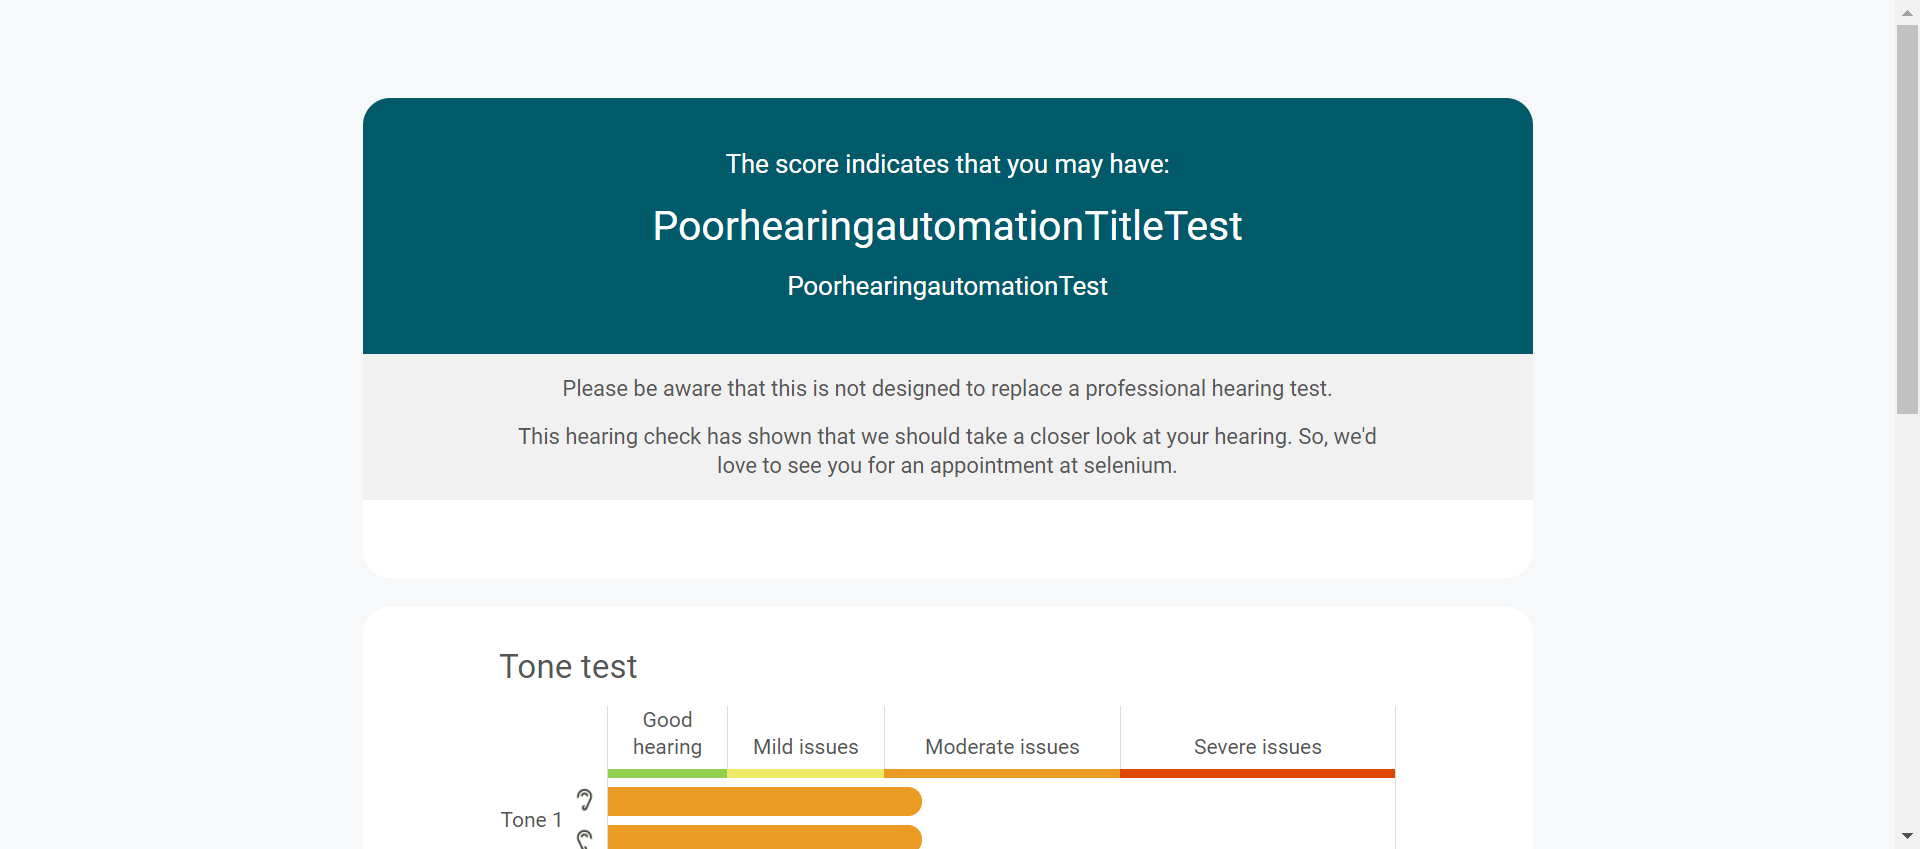 The score indicates that you may have:
PoorhearingautomationTitleTest
PoorhearingautomationTest
Please be aware that this is not designed to replace a professional hearing test.
This hearing check has shown that we should take a closer look at your hearing. So, we'd
love to see you for an appointment at selenium.
Tone test
Good
hearing
Mild issues
Moderate issues
Severe issues
Tone 1